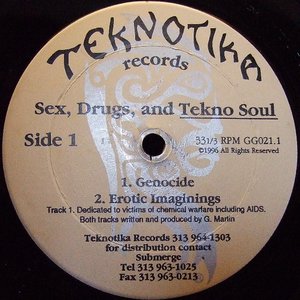 TEKNOTIKA
records
Sex, Drugs, and Tekno Soul
Side 1
331/3 RPM GG021.1
©1996 All Rights Reserved
1. Genocide
2. Erotic Imaginings
Track 1. Dedicated to victims of chemical warfare including AIDS.
Both tracks written and produced by G. Martin
Teknotika Records 313 964-1303
for distribution contact
Submerge
Tel 313 963-1025
Fax 313 963-0213